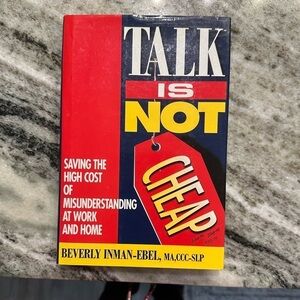 TALK
IS
NOT
CHEAP
SAVING THE
HIGH COST
OF
MISUNDERSTANDING
AT WORK
AND HOME
BEVERLY INMAN-EBEL, MA,CCC-SLP